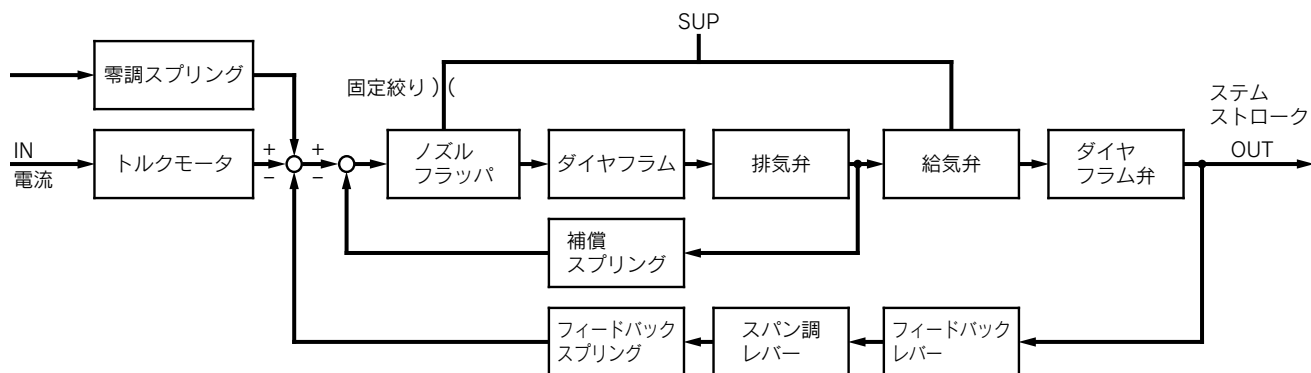 SUP
零調スプリング
固定絞り ) (
ステム
ストローク
IN
電流
トルクモータ
+
−
+
−
ノズル
フラッパ
ダイヤフラム
排気弁
給気弁
ダイヤ
フラム弁
OUT
補償
スプリング
フィードバック
スプリング
スパン調
レバー
フィードバック
レバー